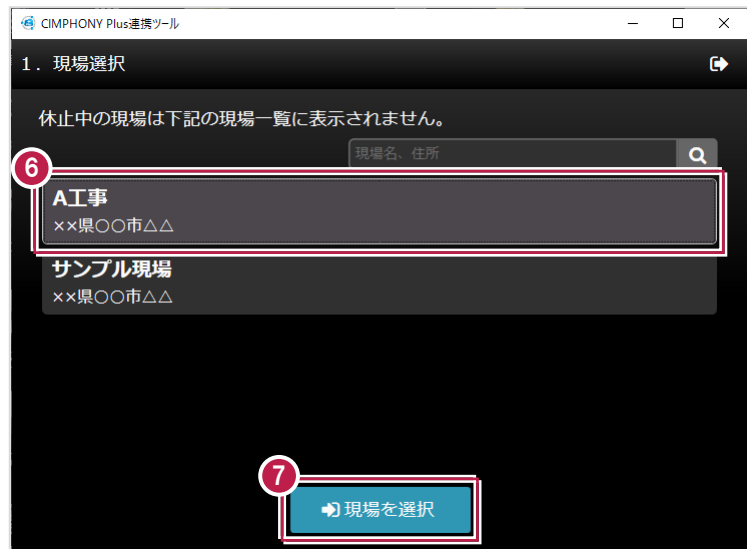 CIMPHONY Plus連携ツール
1．現場選択
休止中の現場は下記の現場一覧に表示されません。
現場名、住所
6
A工事
××県○○市△△
サンプル現場
××県○○市△△
7
現場を選択